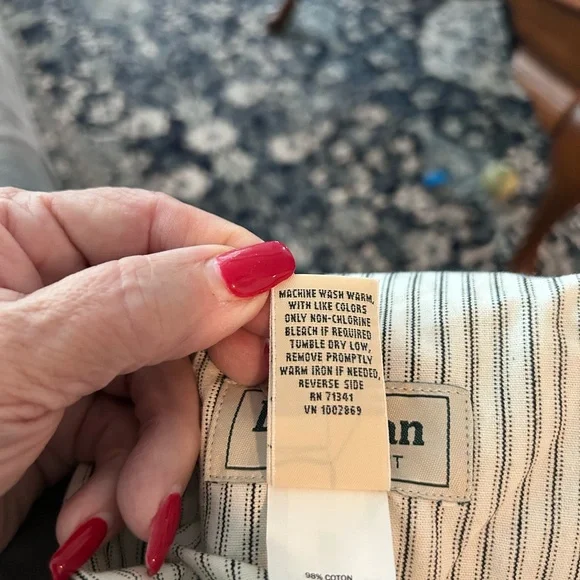 MACHINE WASH WARM,
WITH LIKE COLORS
ONLY NON-CHLORINE
BLEACH IF REQUIRED
TUMBLE DRY LOW,
REMOVE PROMPTLY
WARM IRON IF NEEDED,
REVERSE SIDE
RN 71341
VN 1002869
98% COTON